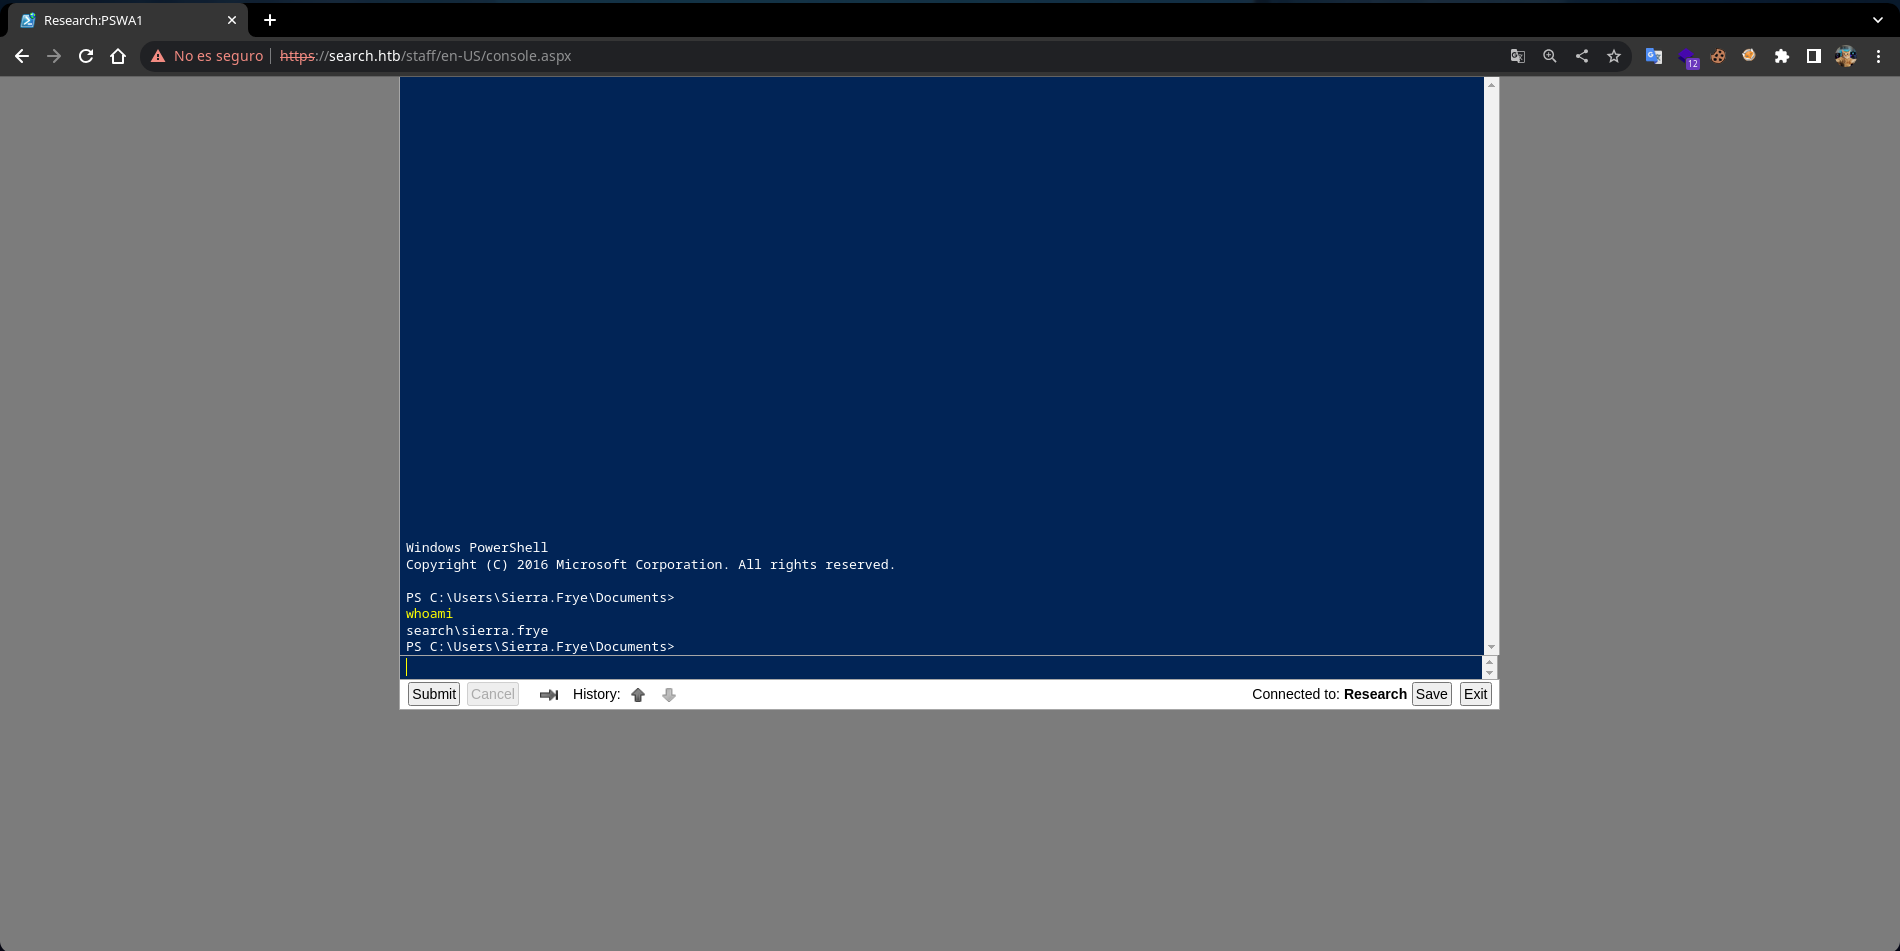 Research:PSWA1
No es seguro https://search.htb/staff/en-US/console.aspx
12
Windows PowerShell
Copyright (C) 2016 Microsoft Corporation. All rights reserved.
PS C:\Users\Sierra.Frye\Documents>
whoami
search\sierra.frye
PS C:\Users\Sierra.Frye\Documents>
Submit Cancel History: Connected to: Research Save Exit